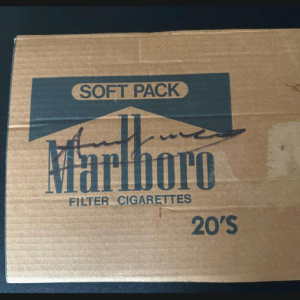 SOFT PACK
Marlboro
FILTER CIGARETTES
20'S